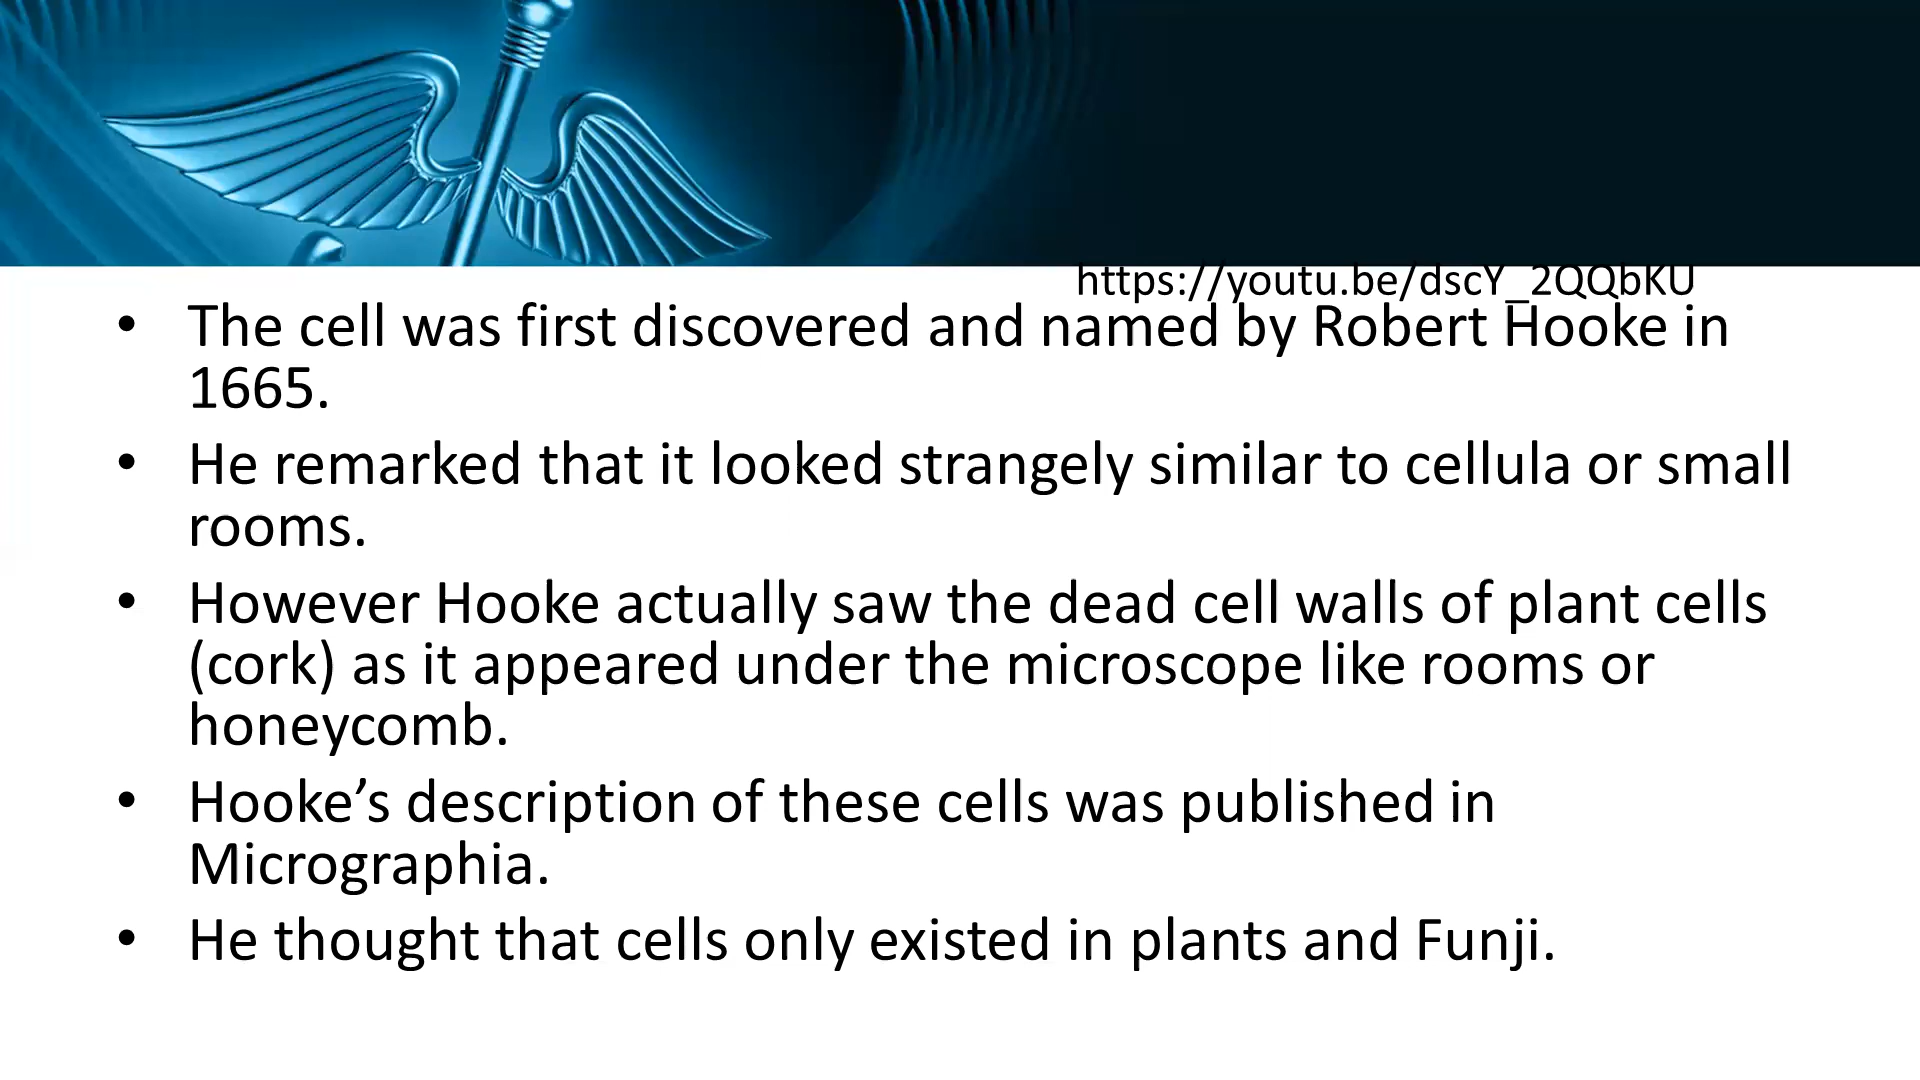 https://youtu.be/dscY_2QQbKU
• The cell was first discovered and named by Robert Hooke in
1665.
• He remarked that it looked strangely similar to cellula or small
rooms.
• However Hooke actually saw the dead cell walls of plant cells
(cork) as it appeared under the microscope like rooms or
honeycomb.
• Hooke’s description of these cells was published in
Micrographia.
• He thought that cells only existed in plants and Funji.